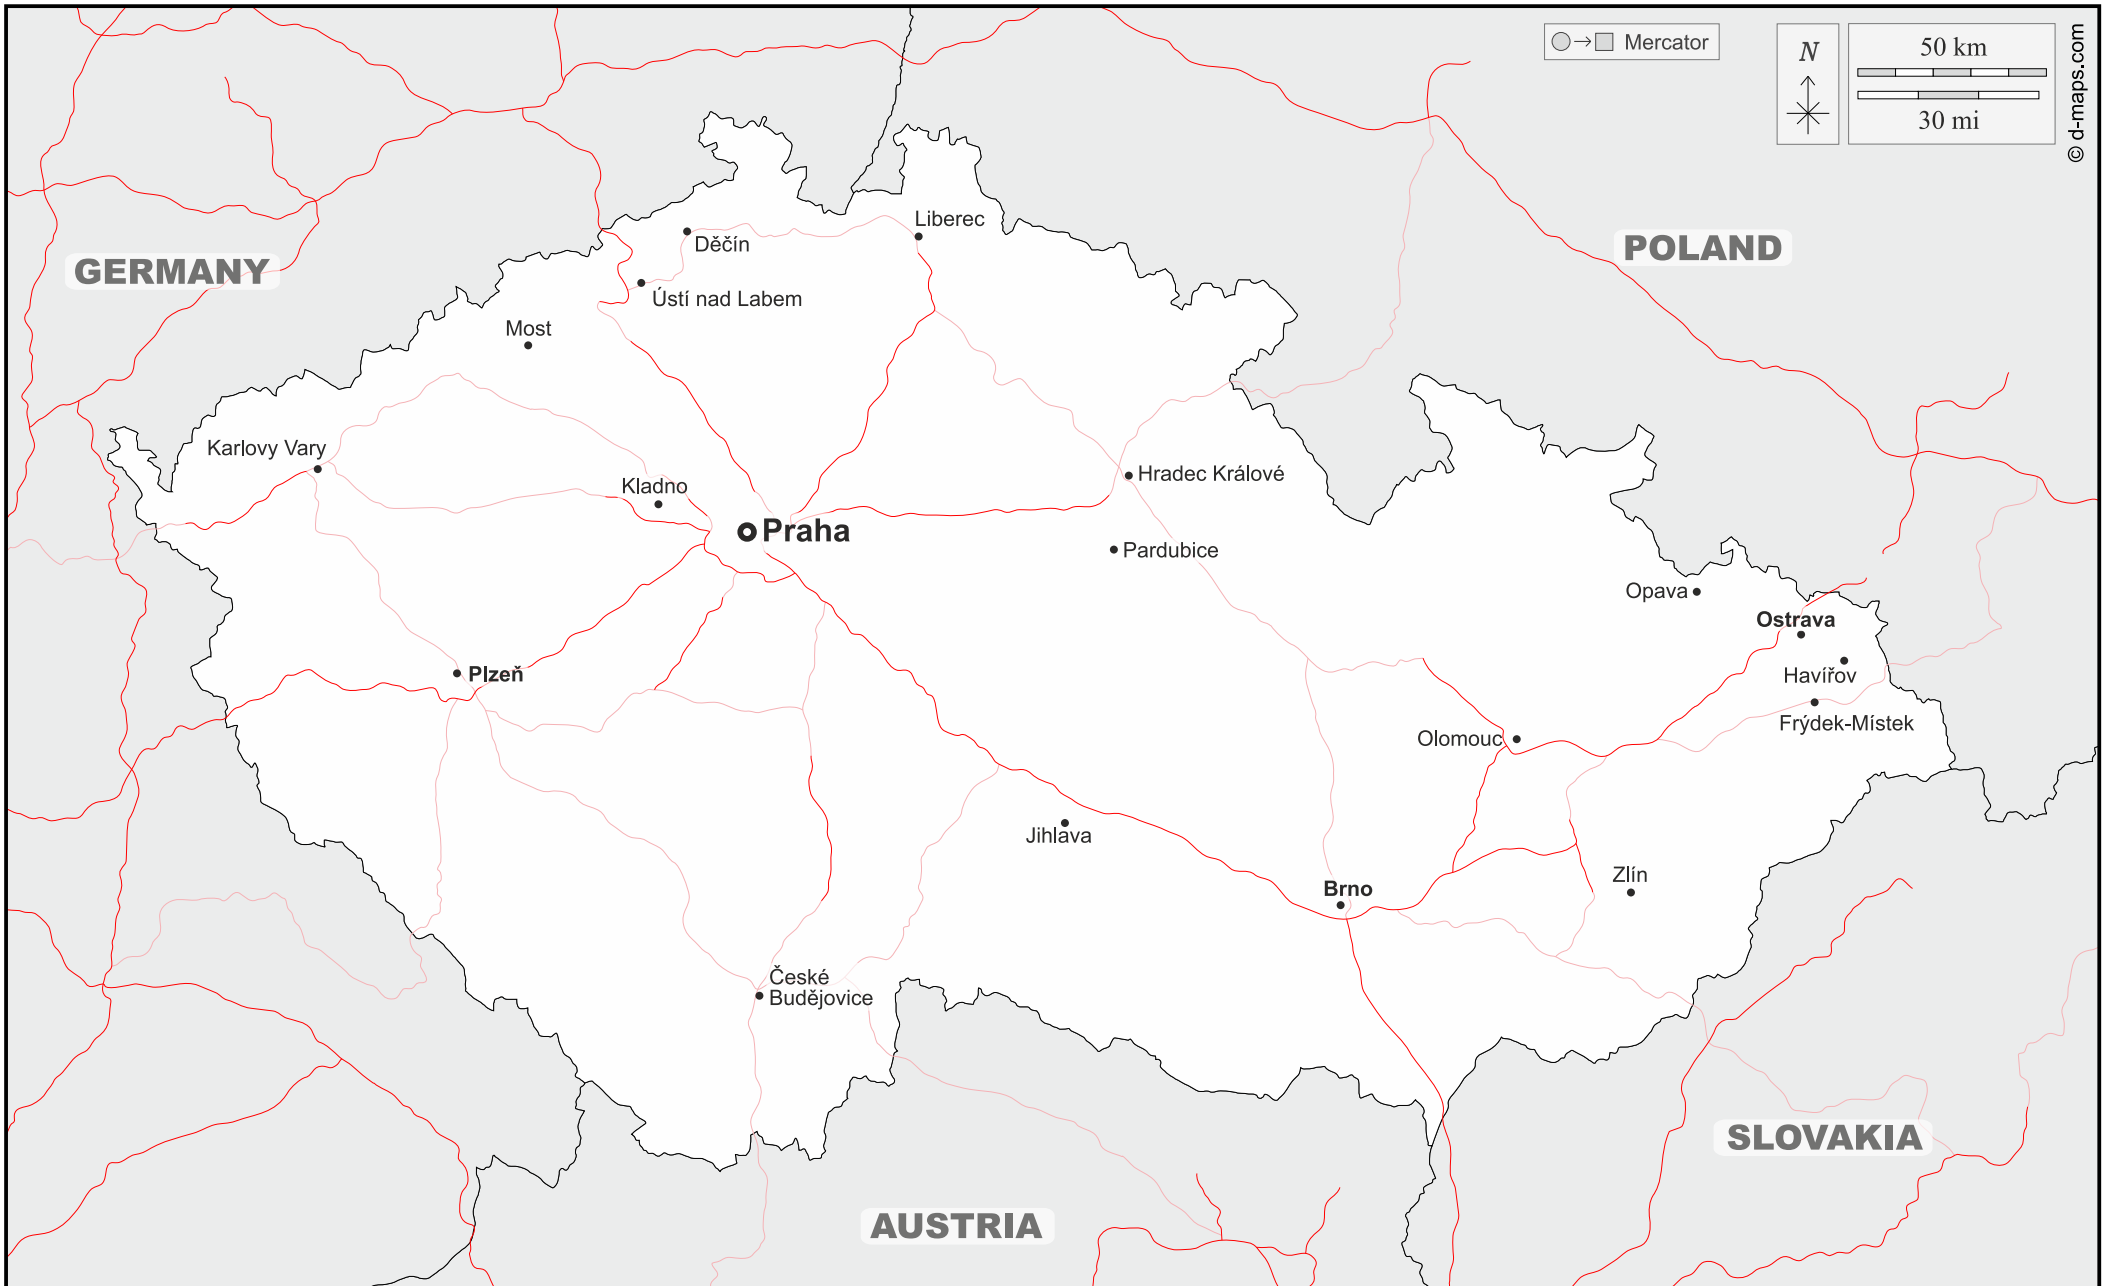 Mercator
N
50 km
30 mi
© d-maps.com
GERMANY
POLAND
Liberec
Děčín
Ústí nad Labem
Most
Karlovy Vary
Kladno
Hradec Králové
Praha
Pardubice
Opava
Ostrava
Havířov
Plzeň
Frýdek-Místek
Olomouc
Jihlava
Zlín
Brno
České
Budějovice
SLOVAKIA
AUSTRIA